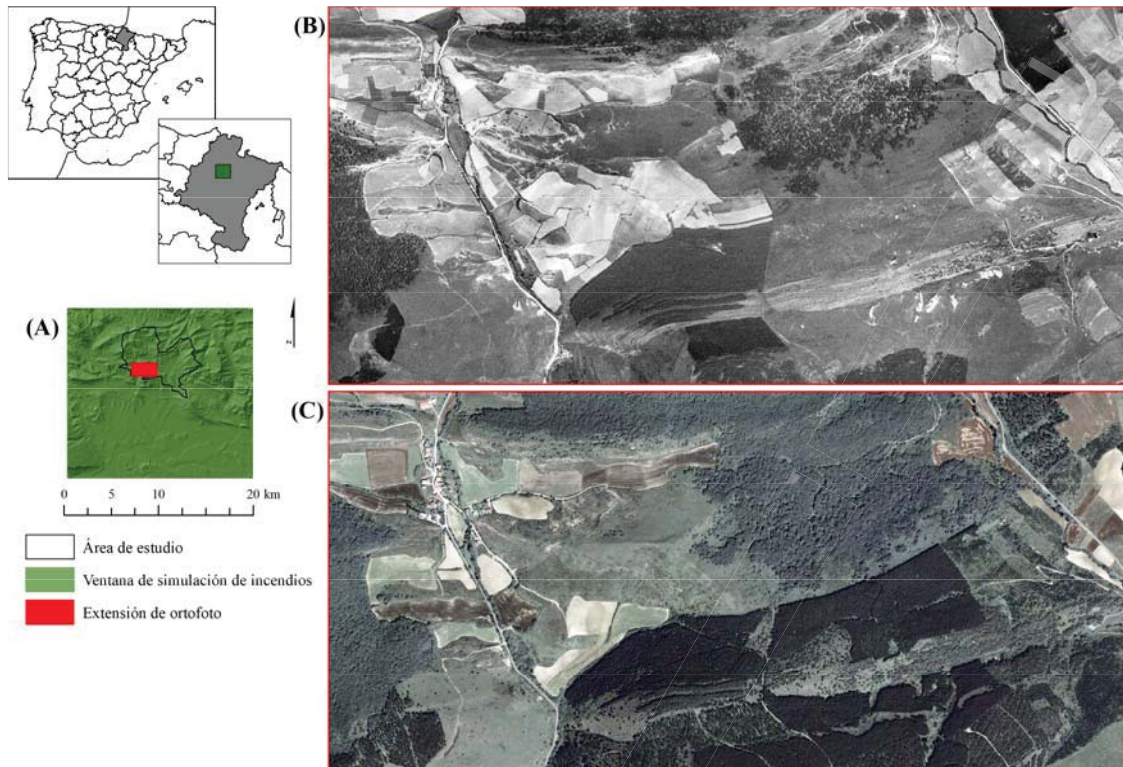 (B)
(A)
z
0 5 10 20 km
Área de estudio
Ventana de simulación de incendios
Extensión de ortofoto
(C)